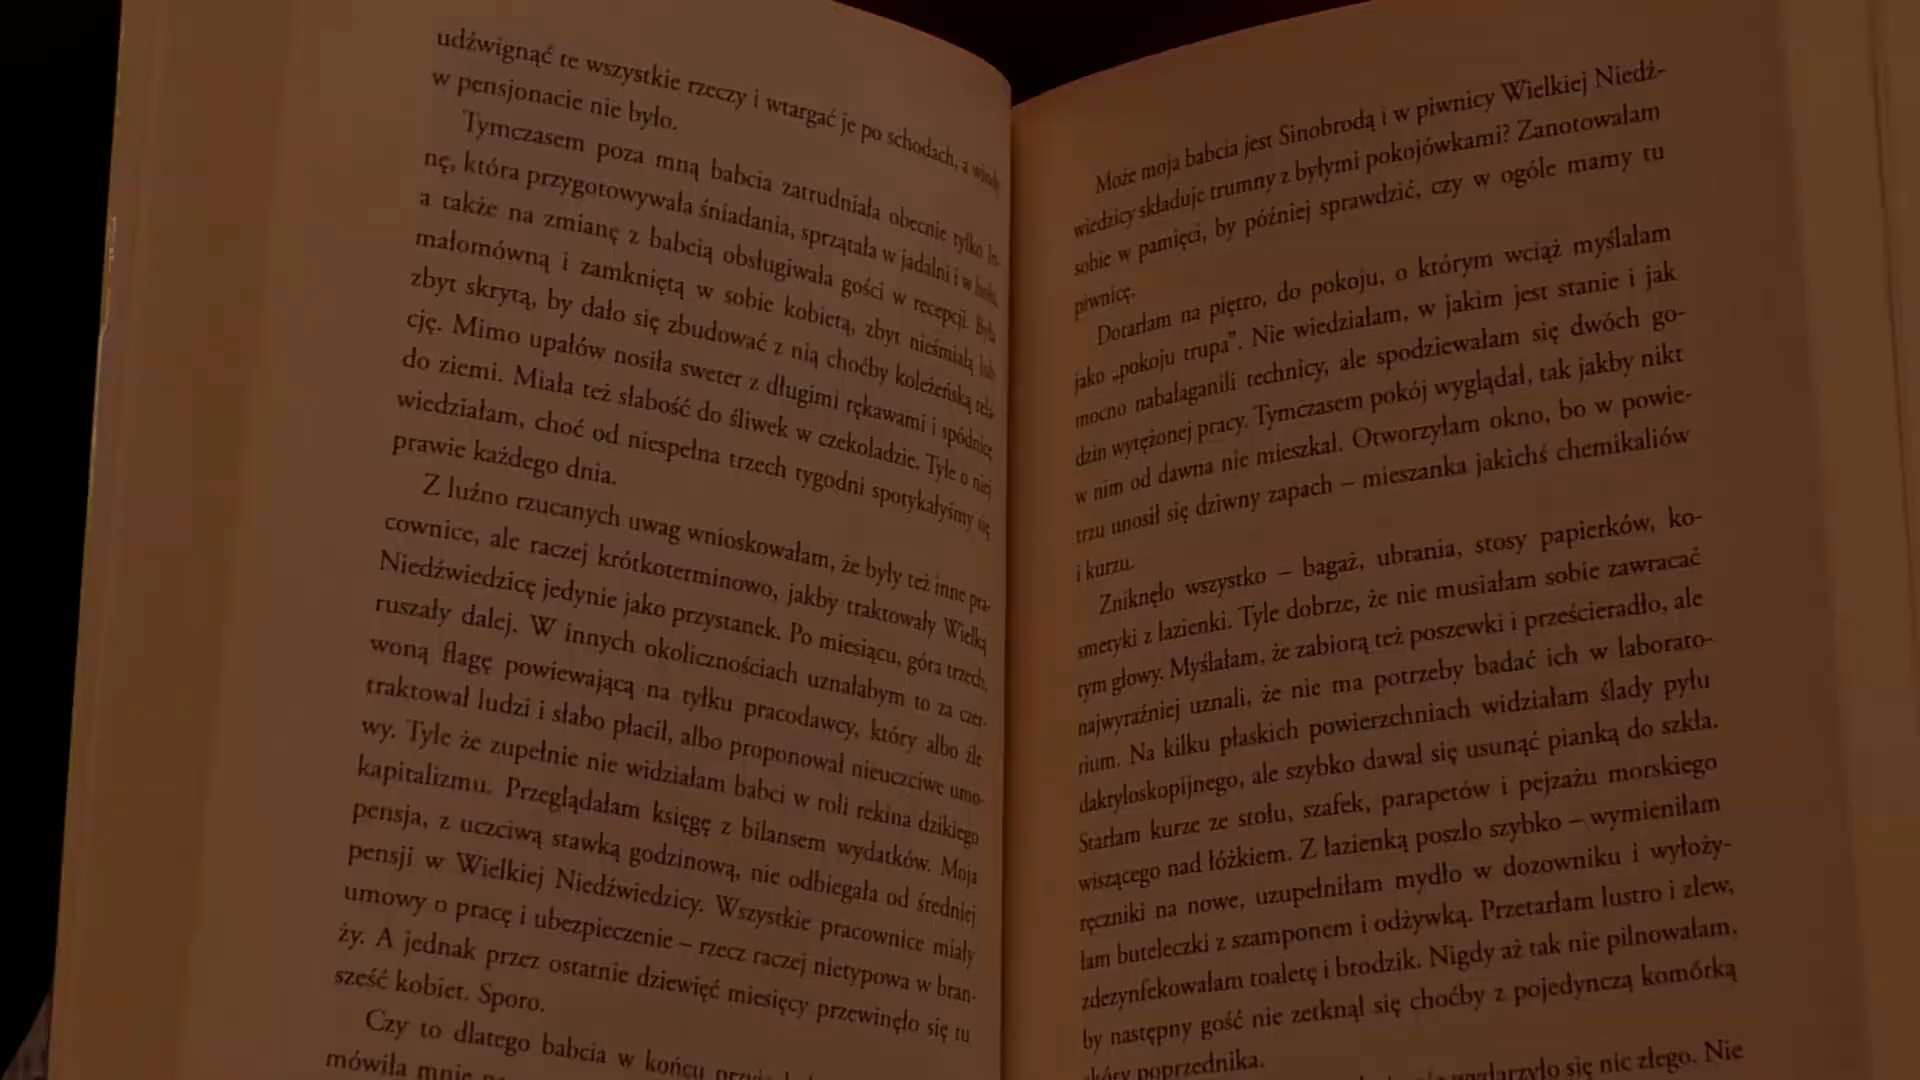 udźwignąć te wszystkie rzeczy i wtargać je po schodach, a windy
w pensjonacie nie było.
Tymczasem poza mną babcia zatrudniała obecnie tylko
nę, która przygotowywała śniadania, sprzątała w jadalni i w holu,
a także na zmianę z babcią obsługiwała gości w recepcji. Była
małomówną i zamkniętą w sobie kobietą, zbyt nieśmiałą lub
zbyt skrytą, by dało się zbudować z nią choćby koleżeńską rela-
cję. Mimo upałów nosiła sweter z długimi rękawami i spódnicę
do ziemi. Miała też słabość do śliwek w czekoladzie. Tyle o niej
wiedziałam, choć od niespełna trzech tygodni spotykałyśmy się
prawie każdego dnia.
Z luźno rzucanych uwag wnioskowałam, że były też inne pra-
cownice, ale raczej krótkoterminowo, jakby traktowały Wielką
Niedźwiedzicę jedynie jako przystanek. Po miesiącu, góra trzech,
ruszały dalej. W innych okolicznościach uznałabym to za czer-
woną flagę powiewającą na tyłku pracodawcy, który albo źle
traktował ludzi i słabo płacił, albo proponował nieuczciwe umo-
wy. Tyle że zupełnie nie widziałam babci w roli rekina dzikiego
kapitalizmu. Przeglądałam księgę z bilansem wydatków. Moja
pensja, z uczciwą stawką godzinową, nie odbiegała od średniej
pensji w Wielkiej Niedźwiedzicy. Wszystkie pracownice miały
umowy o pracę i ubezpieczenie – rzecz raczej nietypowa w bran-
ży. A jednak przez ostatnie dziewięć miesięcy przewinęło się tu
sześć kobiet. Sporo.
Czy to dlatego babcia w końcu
mówiła mnie
Może moja babcia jest Sinobrodą i w piwnicy Wielkiej Niedź-
wiedzicy składuje trumny z byłymi pokojówkami? Zanotowałam
sobie w pamięci, by później sprawdzić, czy w ogóle mamy tu
piwnicę.
Dotarłam na piętro, do pokoju, o którym wciąż myślałam
jako „pokoju trupa”. Nie wiedziałam, w jakim jest stanie i jak
mocno nabałaganili technicy, ale spodziewałam się dwóch go-
dzin wytężonej pracy. Tymczasem pokój wyglądał, tak jakby nikt
w nim od dawna nie mieszkał. Otworzyłam okno, bo w powie-
trzu unosił się dziwny zapach – mieszanka jakichś chemikaliów
i kurzu.
Zniknęło wszystko – bagaż, ubrania, stosy papierków, ko-
smetyki z łazienki. Tyle dobrze, że nie musiałam sobie zawracać
tym głowy. Myślałam, że zabiorą też poszewki i prześcieradło, ale
najwyraźniej uznali, że nie ma potrzeby badać ich w laborato-
rium. Na kilku płaskich powierzchniach widziałam ślady pyłu
daktyloskopijnego, ale szybko dawał się usunąć pianką do szkła.
Starłam kurze ze stołu, szafek, parapetów i pejzażu morskiego
wiszącego nad łóżkiem. Z łazienką poszło szybko – wymieniłam
ręczniki na nowe, uzupełniłam mydło w dozowniku i wyłoży-
łam buteleczki z szamponem i odżywką. Przetarłam lustro i zlew,
zdezynfekowałam toaletę i brodzik. Nigdy aż tak nie pilnowałam,
by następny gość nie zetknął się choćby z pojedynczą komórką
skóry poprzednika.
się nic złego. Nie